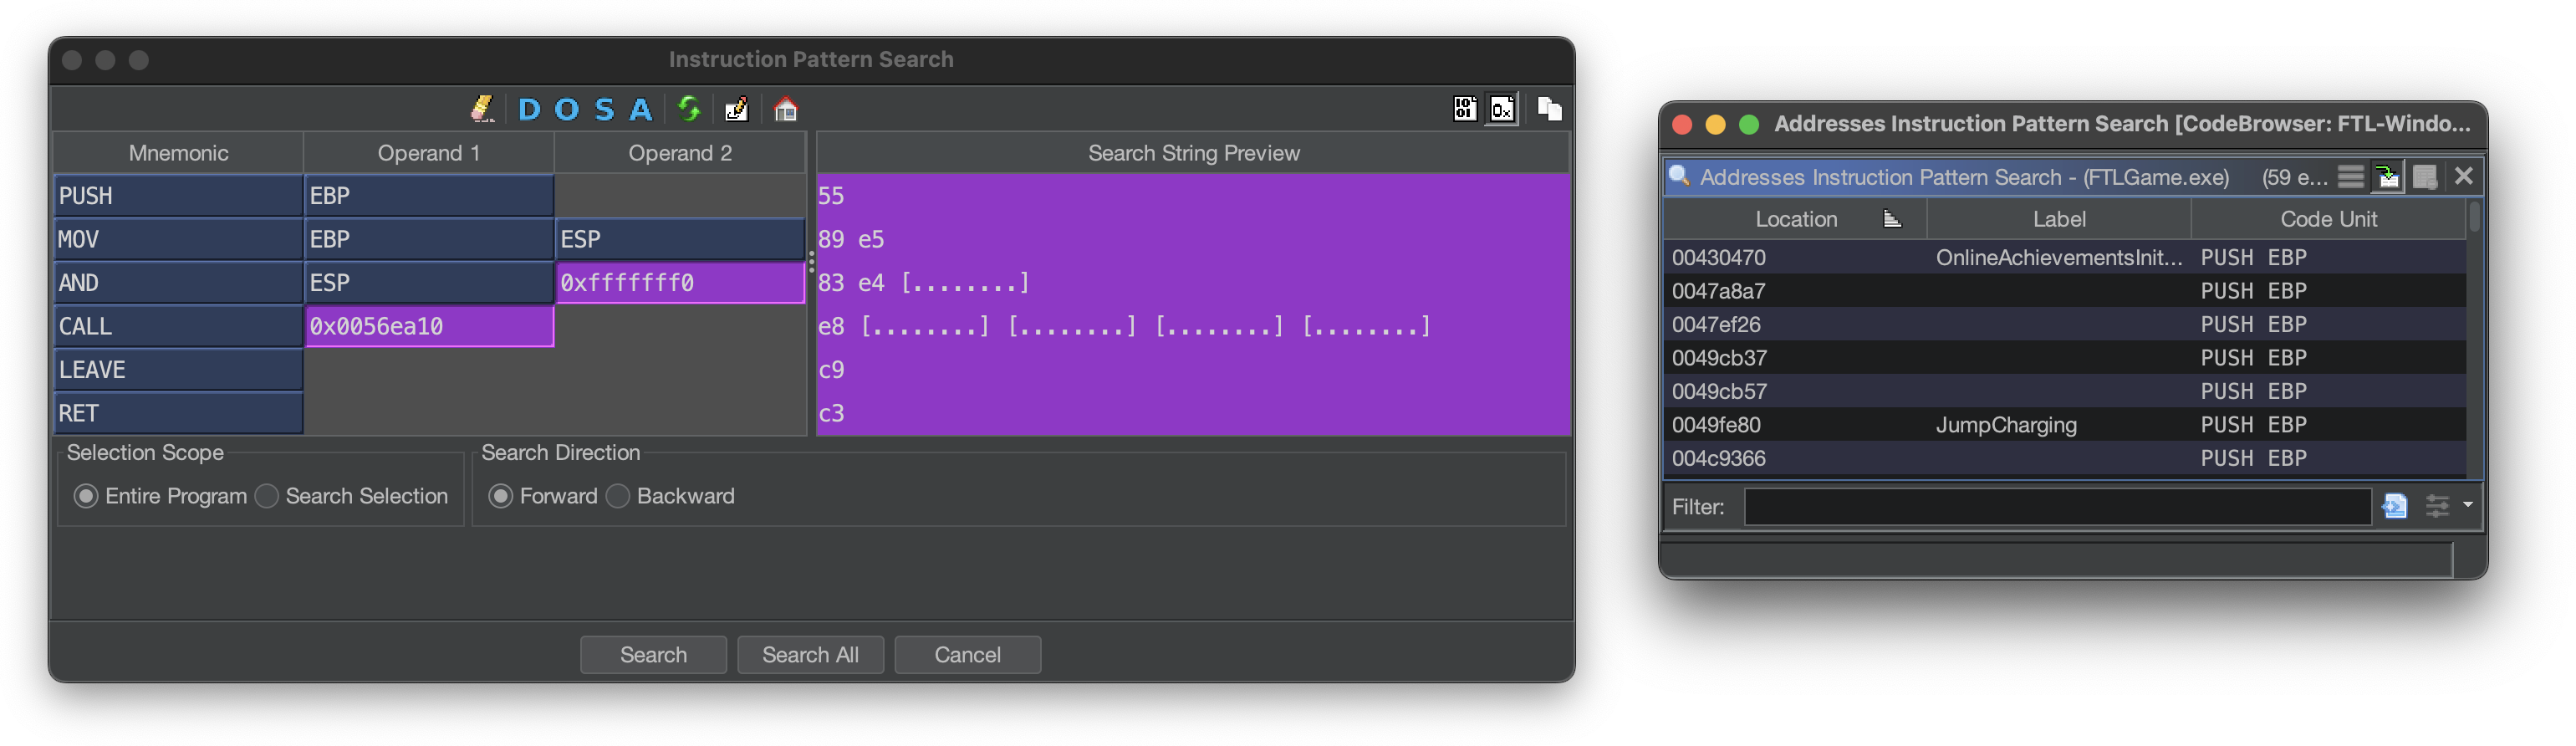 Instruction Pattern Search
D O S A
Mnemonic Operand 1 Operand 2 Search String Preview
PUSH EBP 55
MOV EBP ESP 89 e5
AND ESP 0xfffffff0 83 e4 [........]
CALL 0x0056ea10 e8 [........] [........] [........] [........]
LEAVE c9
RET c3
Selection Scope Search Direction
Entire Program Search Selection Forward Backward
Search Search All Cancel
Addresses Instruction Pattern Search [CodeBrowser: FTL-Windo...
Addresses Instruction Pattern Search - (FTLGame.exe) (59 e...
Location Label Code Unit
00430470 OnlineAchievementsInit... PUSH EBP
0047a8a7 PUSH EBP
0047ef26 PUSH EBP
0049cb37 PUSH EBP
0049cb57 PUSH EBP
0049fe80 JumpCharging PUSH EBP
004c9366 PUSH EBP
Filter: